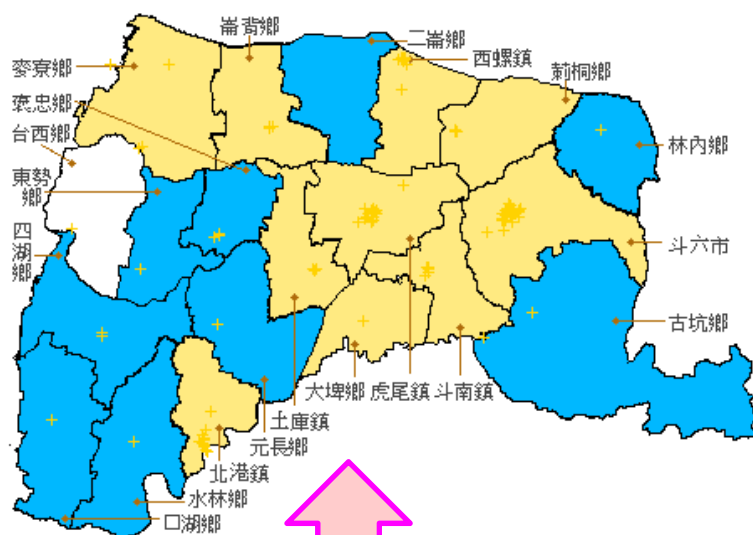 崙背鄉
二崙鄉
西螺鎮
莿桐鄉
麥寮鄉
褒忠鄉
台西鄉
林內鄉
東勢
鄉
四
湖
鄉
斗六市
古坑鄉
大埤鄉
虎尾鎮
斗南鎮
土庫鎮
元長鄉
北港鎮
水林鄉
口湖鄉